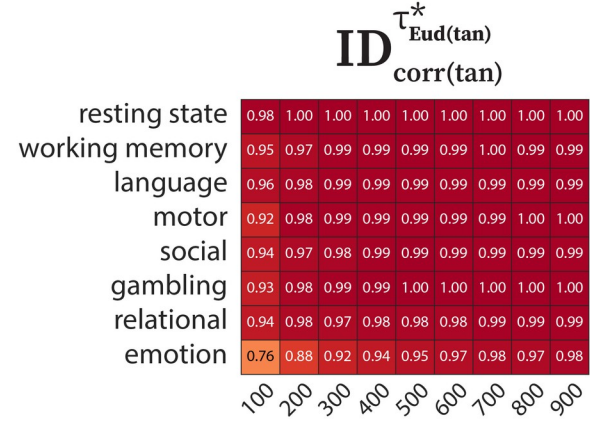 τ*
Eud(tan)
ID
corr(tan)
resting state 0.98 1.00 1.00 1.00 1.00 1.00 1.00 1.00 1.00
working memory 0.95 0.97 0.99 0.99 0.99 0.99 1.00 0.99 0.99
language 0.96 0.98 0.99 0.99 0.99 0.99 0.99 0.99 0.99
motor 0.92 0.98 0.99 0.99 0.99 0.99 0.99 1.00 1.00
social 0.94 0.97 0.98 0.99 0.99 0.99 0.99 0.99 0.99
gambling 0.93 0.98 0.99 0.99 1.00 1.00 1.00 1.00 1.00
relational 0.94 0.98 0.97 0.98 0.98 0.98 0.99 0.99 0.99
emotion 0.76 0.88 0.92 0.94 0.95 0.97 0.98 0.97 0.98
100 200 300 400 500 600 700 800 900